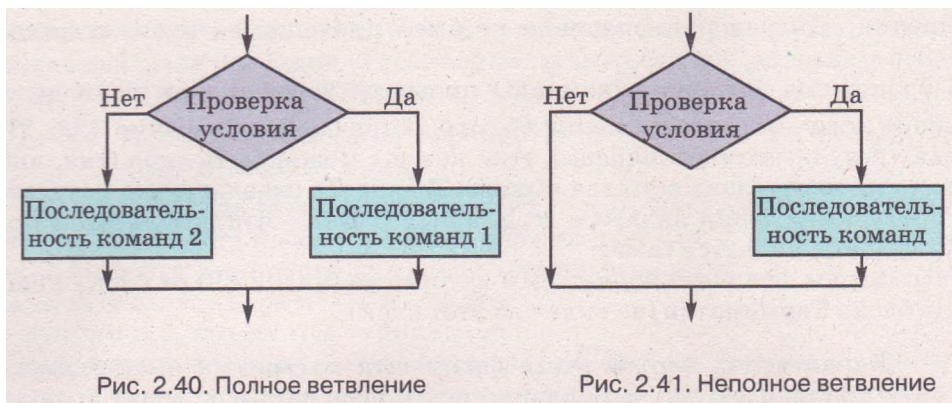 Нет
Проверка
условия
Да
Последователь-
ность команд 2
Последователь-
ность команд 1
Рис. 2.40. Полное ветвление
Нет
Проверка
условия
Да
Последователь-
ность команд
Рис. 2.41. Неполное ветвление